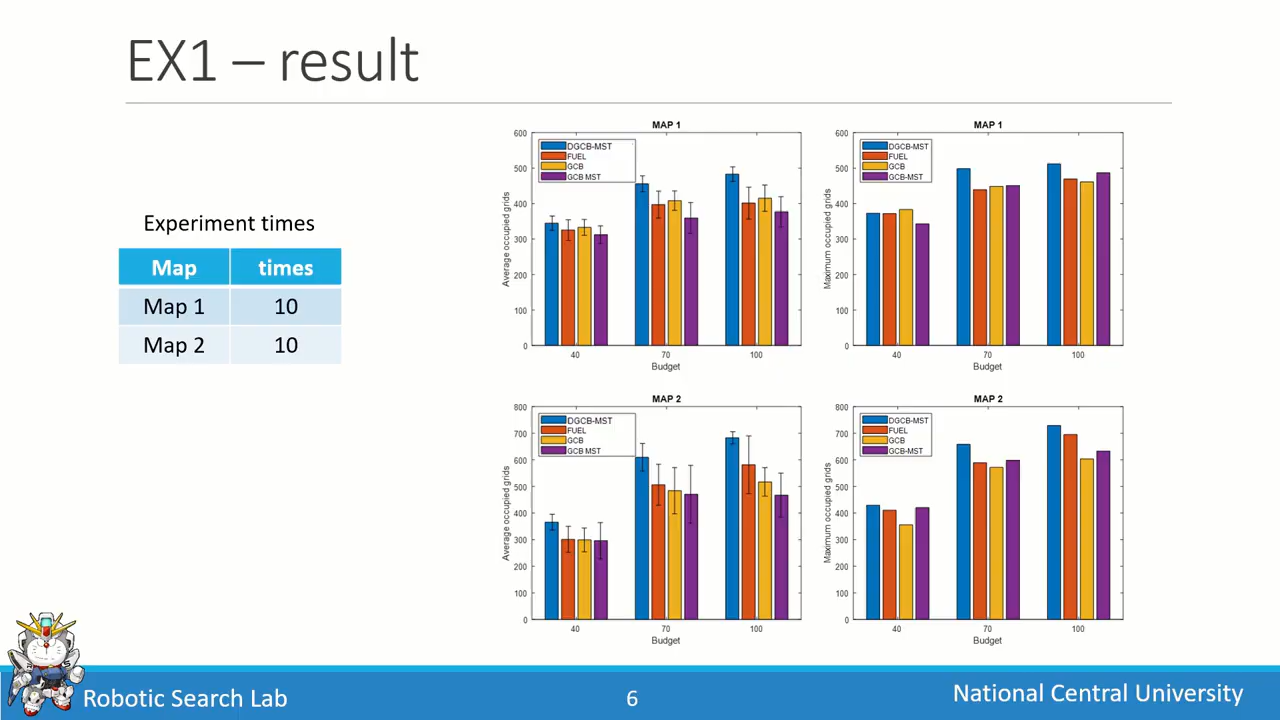 EX1 – result
Experiment times
Map times
Map 1 10
Map 2 10
MAP 1
600
500
400
300
200
100
0
Average occupied grids
DGCB-MST
FUEL
GCB
GCB MST
40 70 100
Budget
MAP 1
600
500
400
300
200
100
0
Maximum occupied grids
DGCB-MST
FUEL
GCB
GCB-MST
40 70 100
Budget
MAP 2
800
700
600
500
400
300
200
100
0
Average occupied grids
DGCB-MST
FUEL
GCB
GCB MST
40 70 100
Budget
MAP 2
800
700
600
500
400
300
200
100
0
Maximum occupied grids
DGCB-MST
FUEL
GCB
GCB-MST
40 70 100
Budget
Robotic Search Lab
6
National Central University